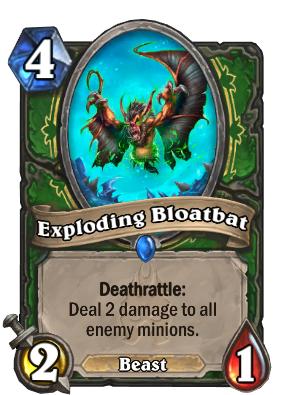 4
Exploding Bloatbat
Deathrattle:
Deal 2 damage to all
enemy minions.
2
Beast
1